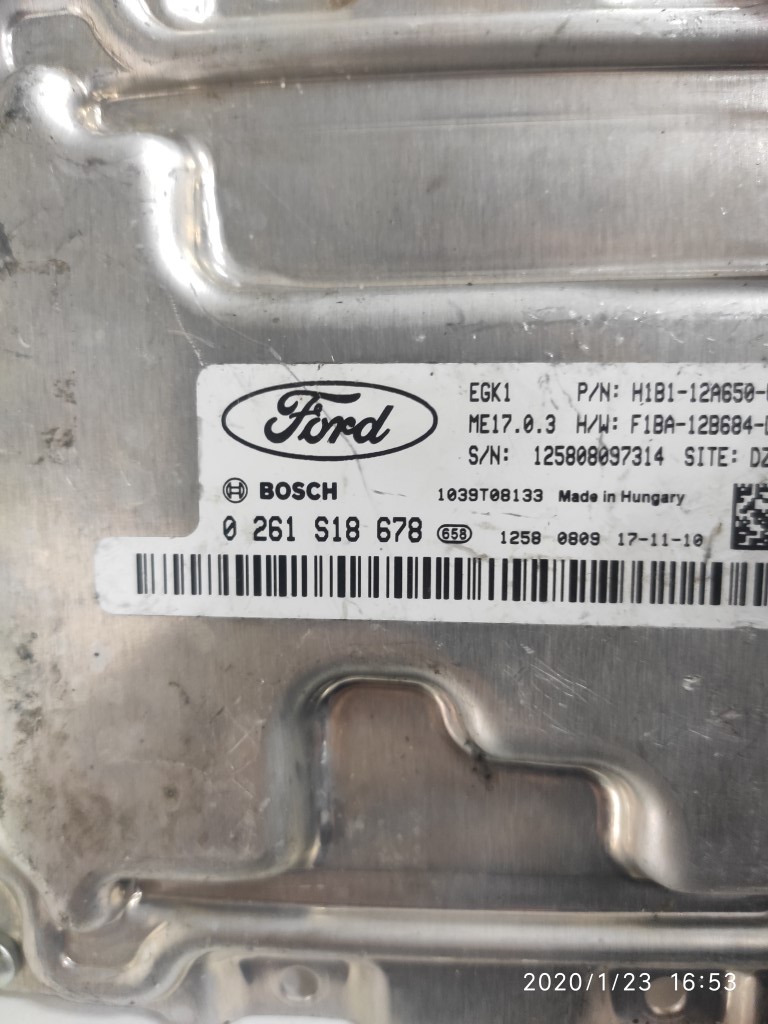 Ford
EGK1 P/N: H1B1-12A650-
ME17.0.3 H/W: F1BA-12B684-
S/N: 125808097314 SITE: DZ
BOSCH 1039T08133 Made in Hungary
0 261 S18 678 658 1258 0809 17-11-10
2020/1/23 16:53